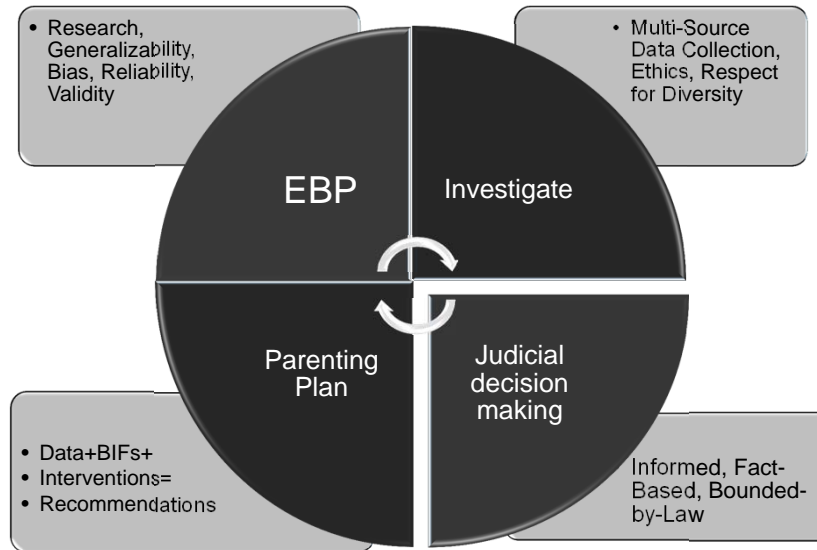 • Research,
Generalizability,
Bias, Reliability,
Validity
• Multi-Source
Data Collection,
Ethics, Respect
for Diversity
EBP
Investigate
Parenting
Plan
Judicial
decision
making
• Data+BIFs+
• Interventions=
• Recommendations
Informed, Fact-
Based, Bounded-
by-Law